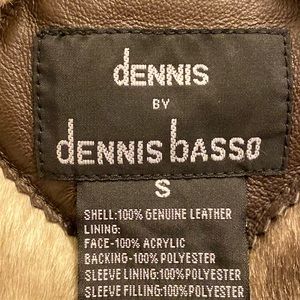 dENNIS
BY
dENNIS basso
S
SHELL:100% GENUINE LEATHER
LINING:
FACE-100% ACRYLIC
BACKING-100% POLYESTER
SLEEVE LINING:100% POLYESTER
SLEEVE FILLING:100% POLYESTER